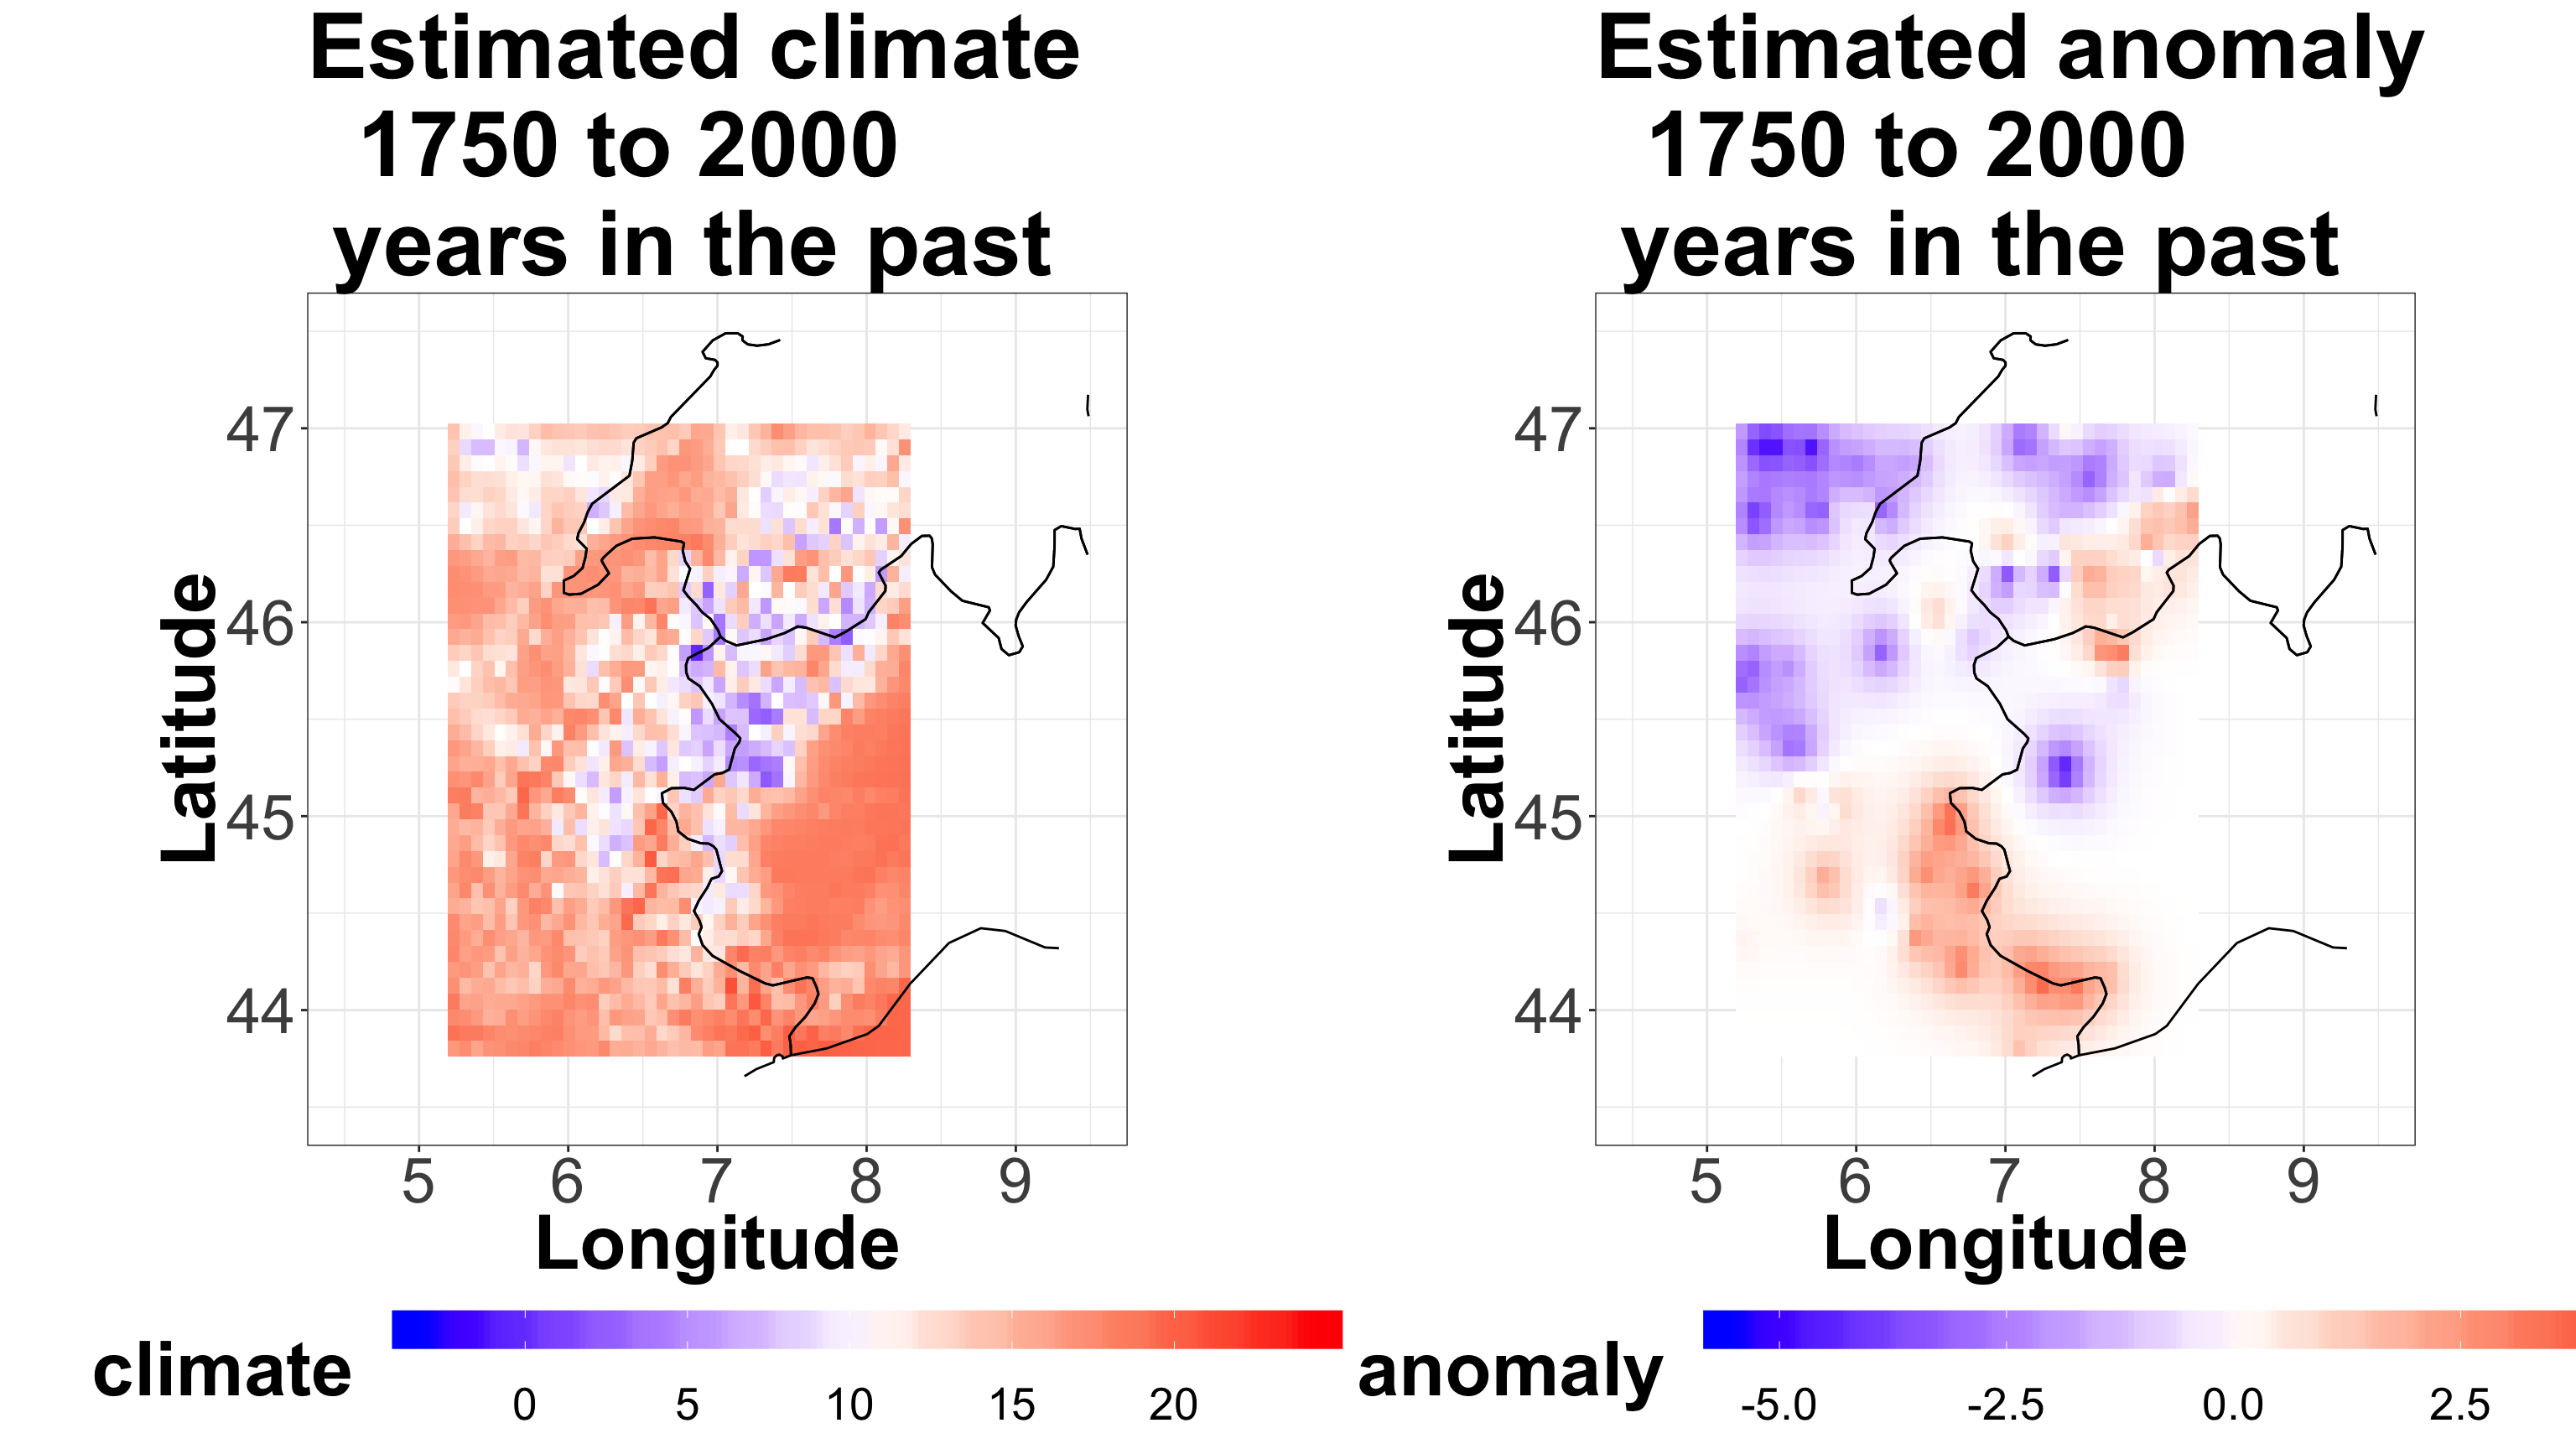 Estimated climate
1750 to 2000
years in the past
47
46
45
44
Latitude
5 6 7 8 9
Longitude
climate
0 5 10 15 20
Estimated anomaly
1750 to 2000
years in the past
47
46
45
44
Latitude
5 6 7 8 9
Longitude
anomaly
-5.0 -2.5 0.0 2.5